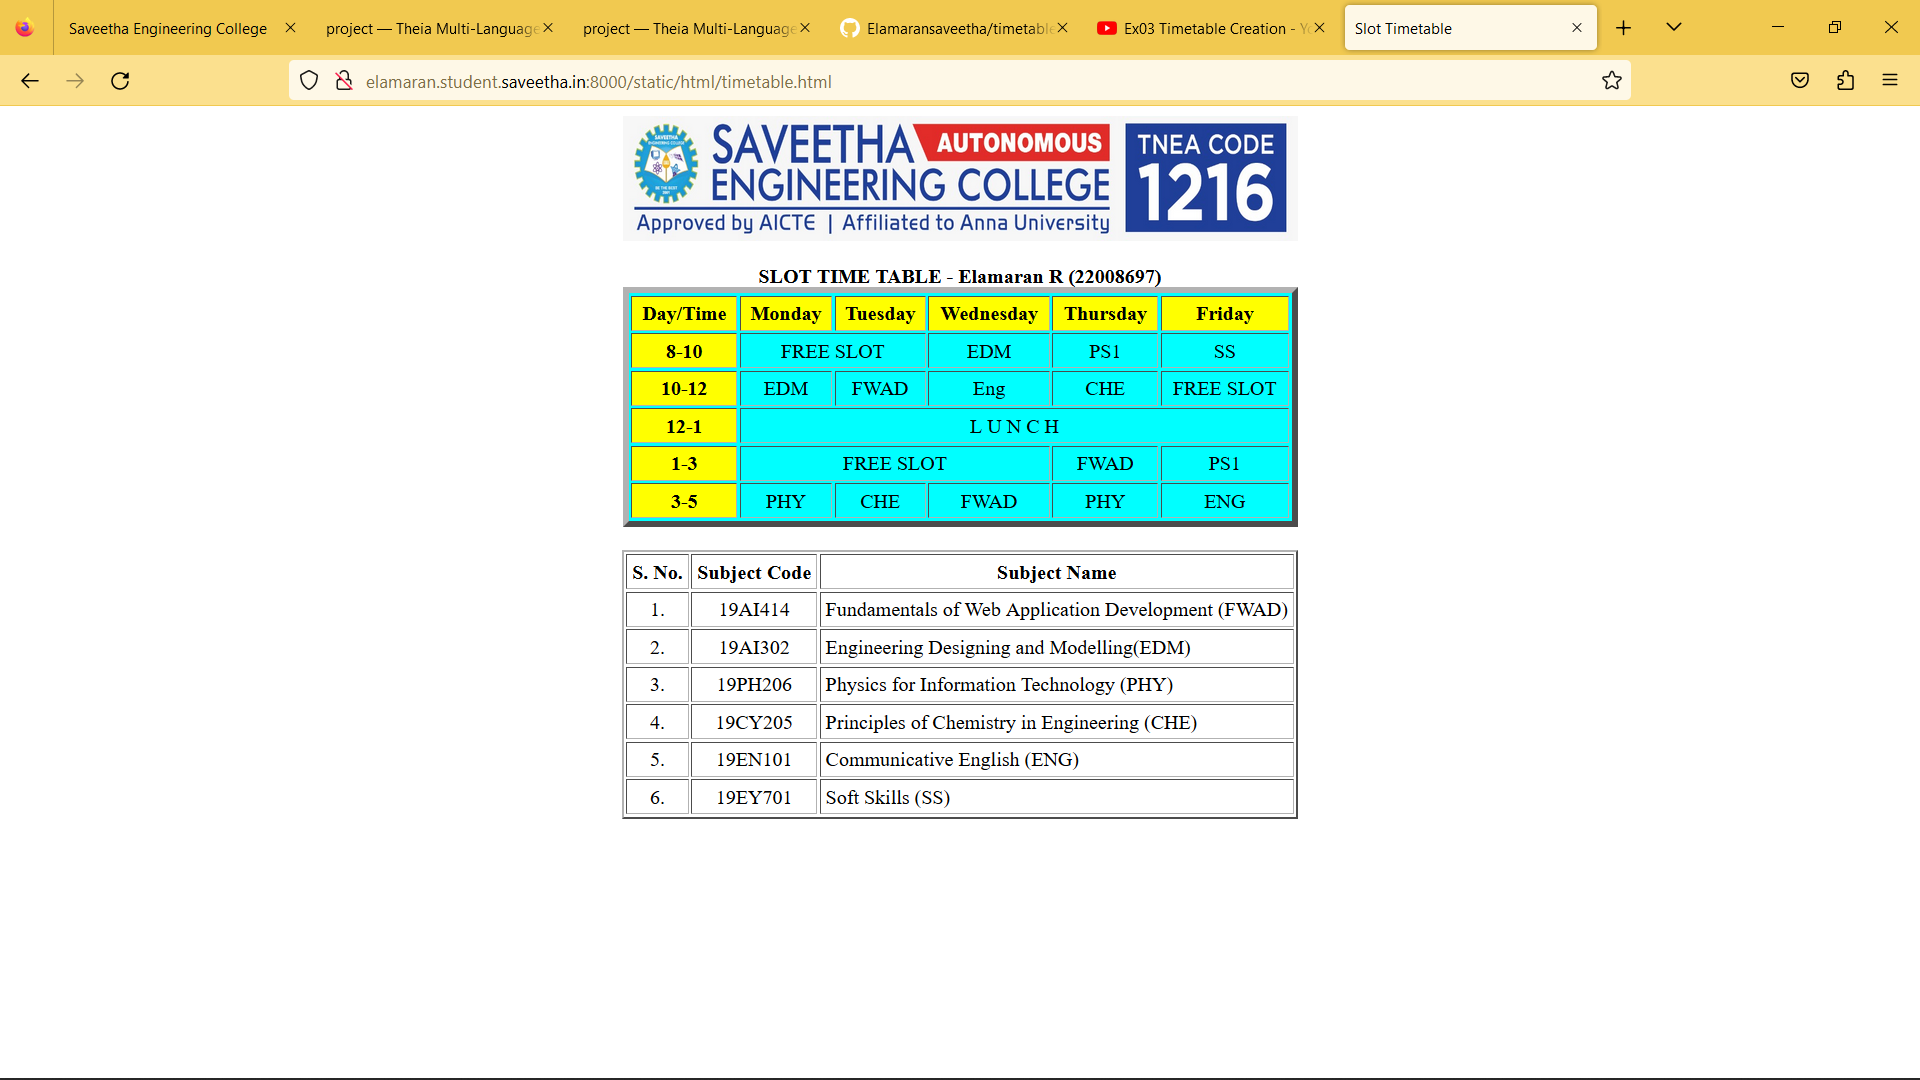 Saveetha Engineering College
project — Theia Multi-Language
project — Theia Multi-Language
Elamaransaveetha/timetable
Ex03 Timetable Creation - Yo
Slot Timetable
elamaran.student.saveetha.in:8000/static/html/timetable.html
SAVEETHA AUTONOMOUS
ENGINEERING COLLEGE
Approved by AICTE | Affiliated to Anna University
TNEA CODE
1216
SLOT TIME TABLE - Elamaran R (22008697)
Day/Time Monday Tuesday Wednesday Thursday Friday
8-10 FREE SLOT EDM PS1 SS
10-12 EDM FWAD Eng CHE FREE SLOT
12-1 L U N C H
1-3 FREE SLOT FWAD PS1
3-5 PHY CHE FWAD PHY ENG
S. No. Subject Code Subject Name
1. 19AI414 Fundamentals of Web Application Development (FWAD)
2. 19AI302 Engineering Designing and Modelling(EDM)
3. 19PH206 Physics for Information Technology (PHY)
4. 19CY205 Principles of Chemistry in Engineering (CHE)
5. 19EN101 Communicative English (ENG)
6. 19EY701 Soft Skills (SS)